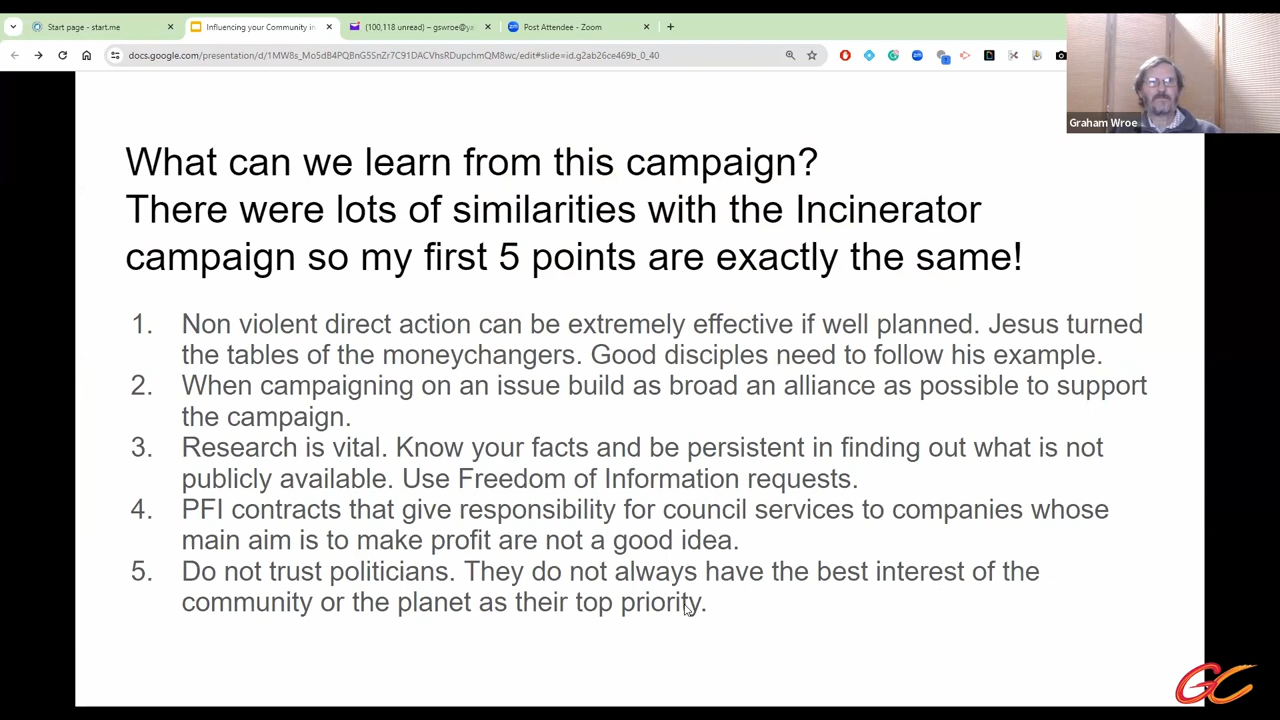 Start page - start.me
Influencing your Community in
(100,118 unread) – gswroe@ya
Post Attendee - Zoom
docs.google.com/presentation/d/1MW8s_Mo5dB4PQBnG5SnZr7C91DACVhsRDupchmQM8wc/edit#slide=id.g2ab26ce469b_0_40
Graham Wroe
What can we learn from this campaign?
There were lots of similarities with the Incinerator
campaign so my first 5 points are exactly the same!
1. Non violent direct action can be extremely effective if well planned. Jesus turned
the tables of the moneychangers. Good disciples need to follow his example.
2. When campaigning on an issue build as broad an alliance as possible to support
the campaign.
3. Research is vital. Know your facts and be persistent in finding out what is not
publicly available. Use Freedom of Information requests.
4. PFI contracts that give responsibility for council services to companies whose
main aim is to make profit are not a good idea.
5. Do not trust politicians. They do not always have the best interest of the
community or the planet as their top priority.
GC